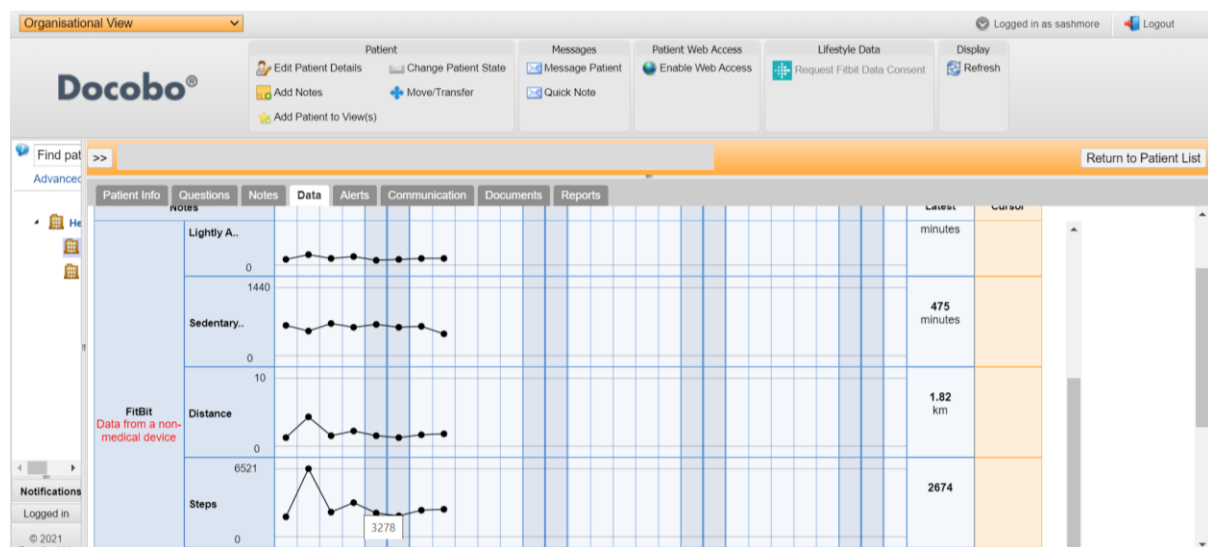 Organisational View
Logged in as sashmore
Logout
Docobo®
Patient
Edit Patient Details
Change Patient State
Add Notes
Move/Transfer
Add Patient to View(s)
Messages
Message Patient
Quick Note
Patient Web Access
Enable Web Access
Lifestyle Data
Request Fitbit Data Consent
Display
Refresh
Find pat
Advanced
He
>>
Return to Patient List
Patient Info Questions Notes Data Alerts Communication Documents Reports
Notes
Latest
Cursor
Lightly A..
0
minutes
1440
Sedentary..
0
475
minutes
FitBit
Data from a non-
medical device
10
Distance
0
1.82
km
6521
Steps
0
3278
2674
Notifications
Logged in
© 2021